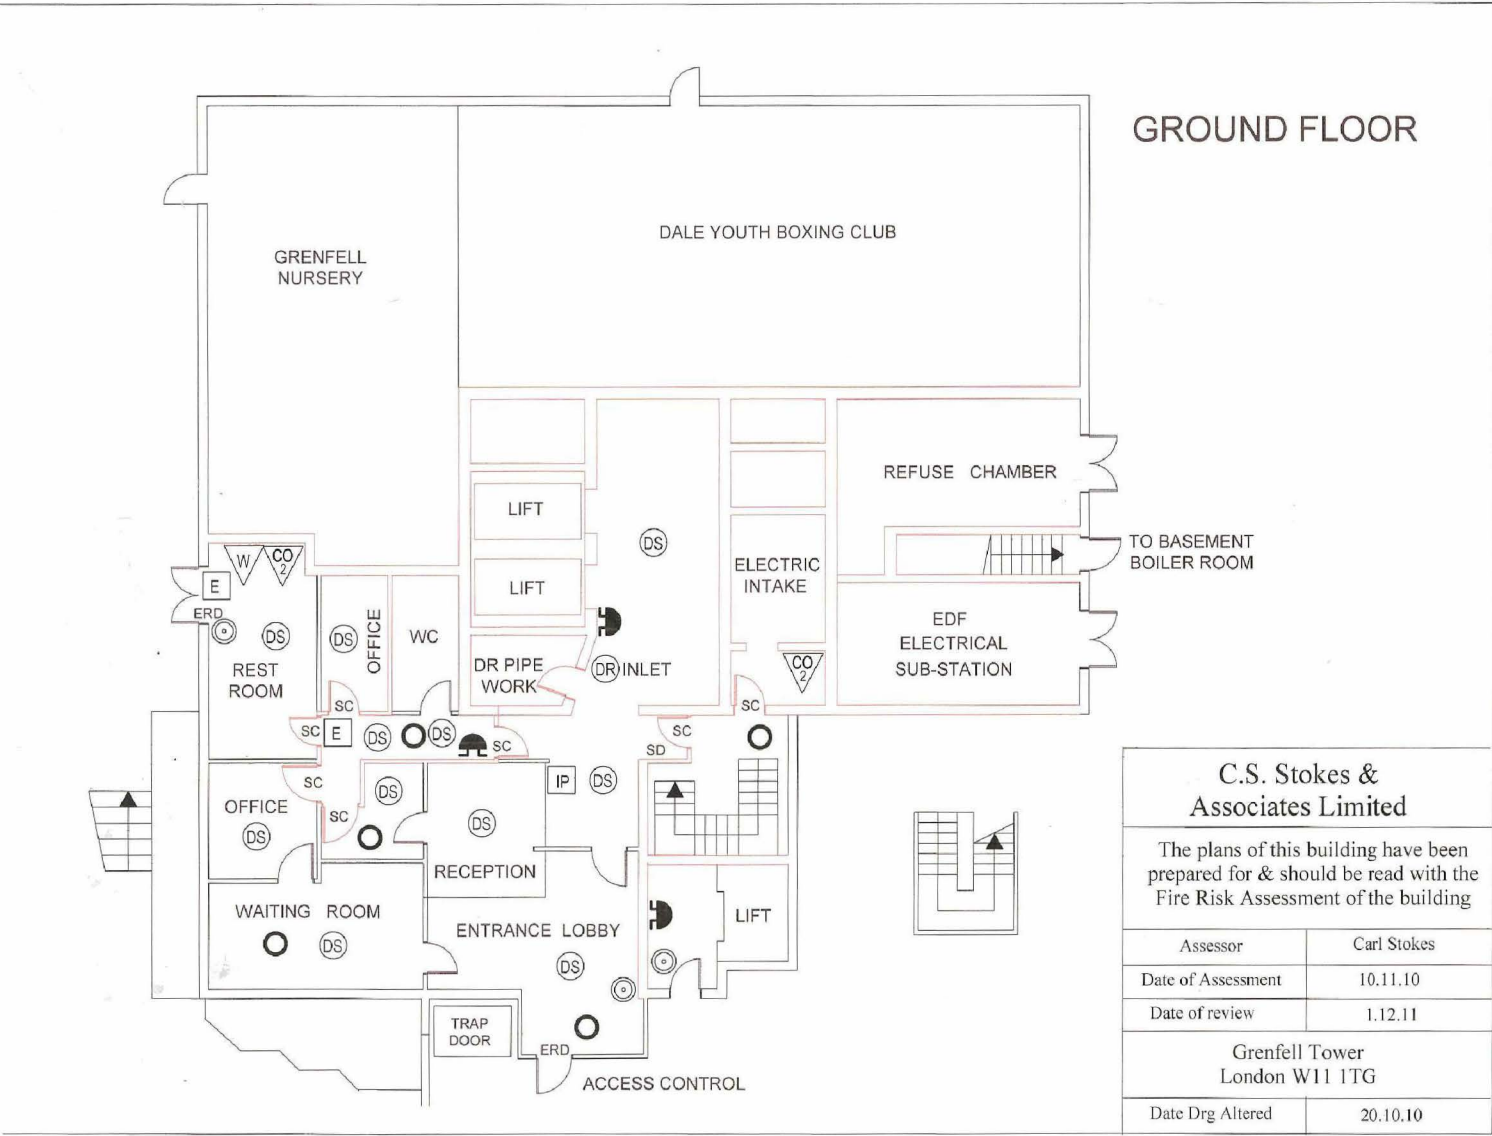 GROUND FLOOR
DALE YOUTH BOXING CLUB
GRENFELL
NURSERY
REFUSE CHAMBER
LIFT
DS
TO BASEMENT
BOILER ROOM
W
CO
2
ELECTRIC
INTAKE
LIFT
E
ERD
DS
DS
OFFICE
WC
EDF
ELECTRICAL
SUB-STATION
REST
ROOM
DR PIPE
WORK
DR INLET
CO
2
SC
SC
SC
E
DS
DS
SC
SC
SD
SC
DS
IP
DS
OFFICE
DS
SC
DS
RECEPTION
WAITING ROOM
DS
ENTRANCE LOBBY
DS
LIFT
TRAP
DOOR
ERD
ACCESS CONTROL
C.S. Stokes &
Associates Limited
The plans of this building have been
prepared for & should be read with the
Fire Risk Assessment of the building
Assessor
Carl Stokes
Date of Assessment
10.11.10
Date of review
1.12.11
Grenfell Tower
London W11 1TG
Date Drg Altered
20.10.10